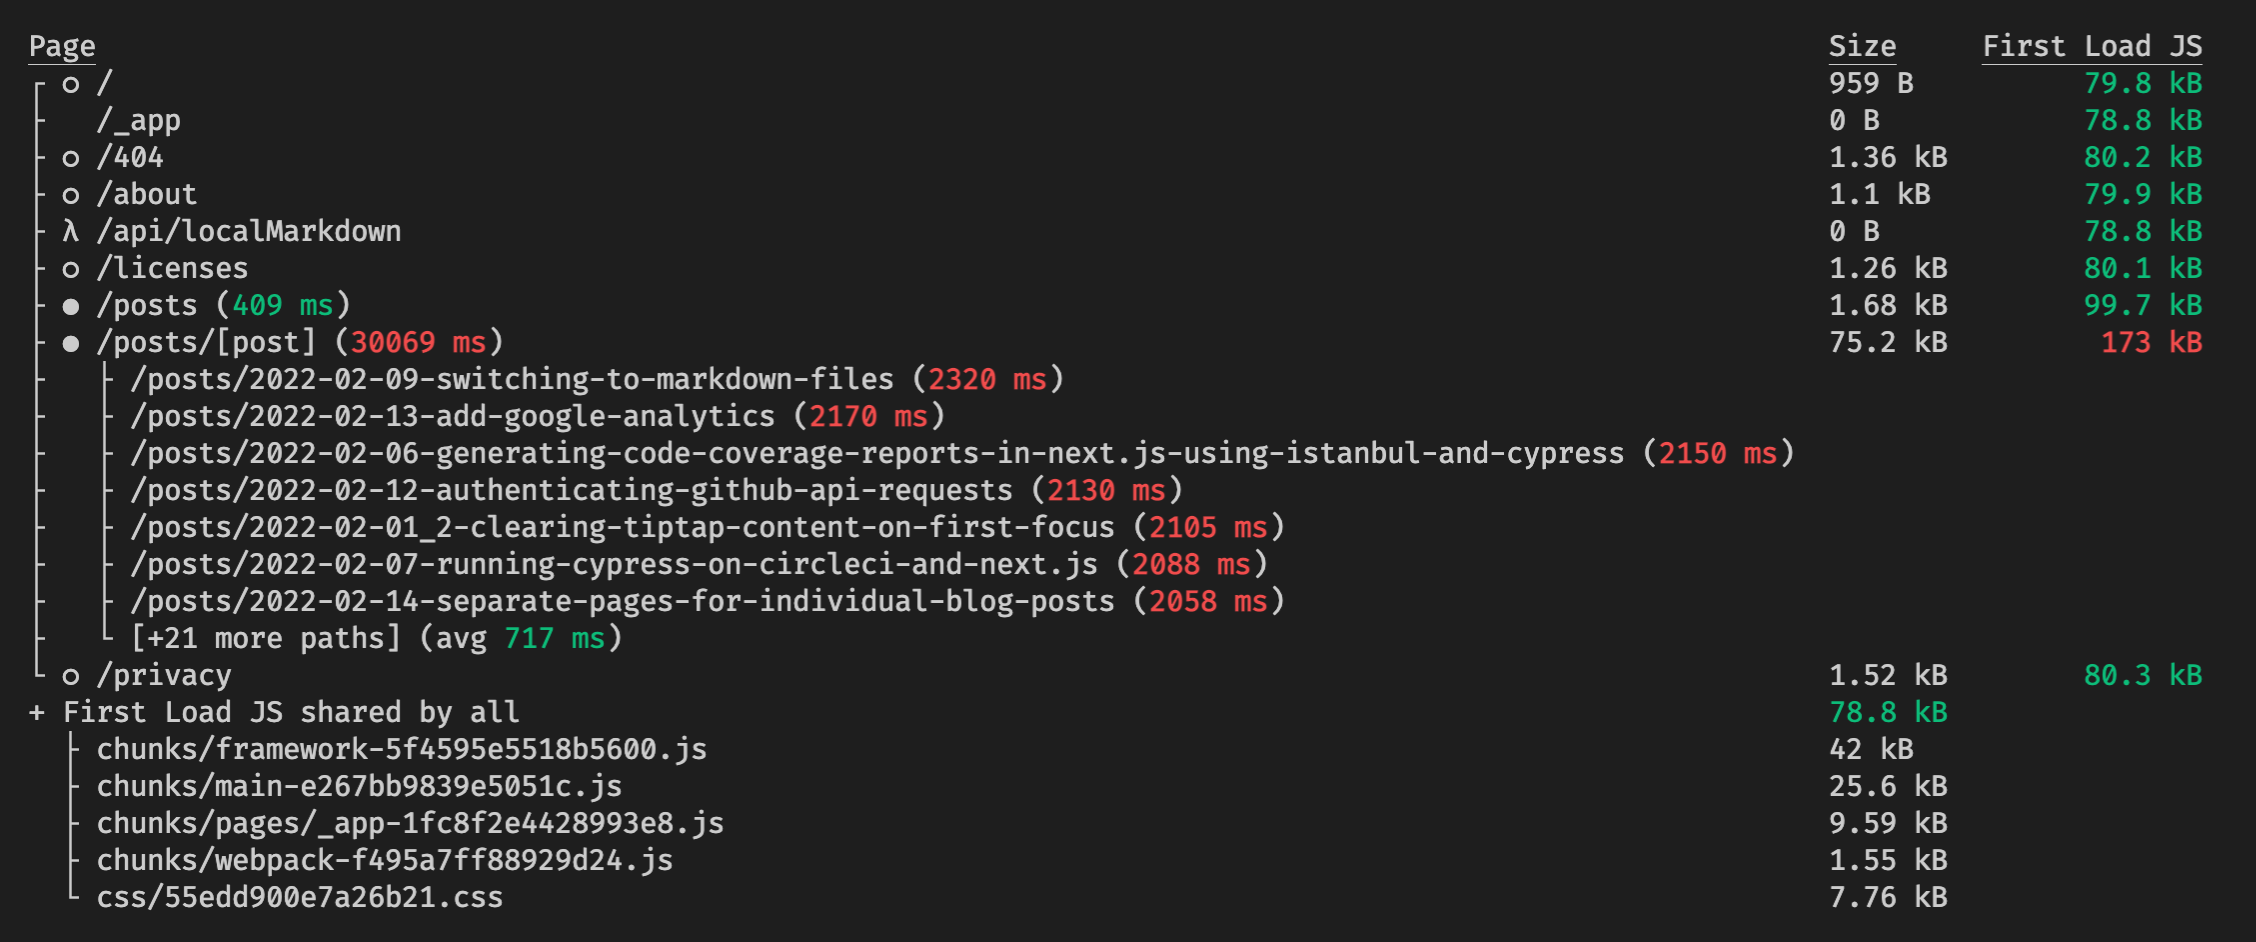 Page Size First Load JS
┌ ○ / 959 B 79.8 kB
├   /_app 0 B 78.8 kB
├ ○ /404 1.36 kB 80.2 kB
├ ○ /about 1.1 kB 79.9 kB
├ λ /api/localMarkdown 0 B 78.8 kB
├ ○ /licenses 1.26 kB 80.1 kB
├ ● /posts (409 ms) 1.68 kB 99.7 kB
├ ● /posts/[post] (30069 ms) 75.2 kB 173 kB
├   ├ /posts/2022-02-09-switching-to-markdown-files (2320 ms)
├   ├ /posts/2022-02-13-add-google-analytics (2170 ms)
├   ├ /posts/2022-02-06-generating-code-coverage-reports-in-next.js-using-istanbul-and-cypress (2150 ms)
├   ├ /posts/2022-02-12-authenticating-github-api-requests (2130 ms)
├   ├ /posts/2022-02-01_2-clearing-tiptap-content-on-first-focus (2105 ms)
├   ├ /posts/2022-02-07-running-cypress-on-circleci-and-next.js (2088 ms)
├   ├ /posts/2022-02-14-separate-pages-for-individual-blog-posts (2058 ms)
├   └ [+21 more paths] (avg 717 ms)
└ ○ /privacy 1.52 kB 80.3 kB
+ First Load JS shared by all 78.8 kB
  ├ chunks/framework-5f4595e5518b5600.js 42 kB
  ├ chunks/main-e267bb9839e5051c.js 25.6 kB
  ├ chunks/pages/_app-1fc8f2e4428993e8.js 9.59 kB
  ├ chunks/webpack-f495a7ff88929d24.js 1.55 kB
  └ css/55edd900e7a26b21.css 7.76 kB